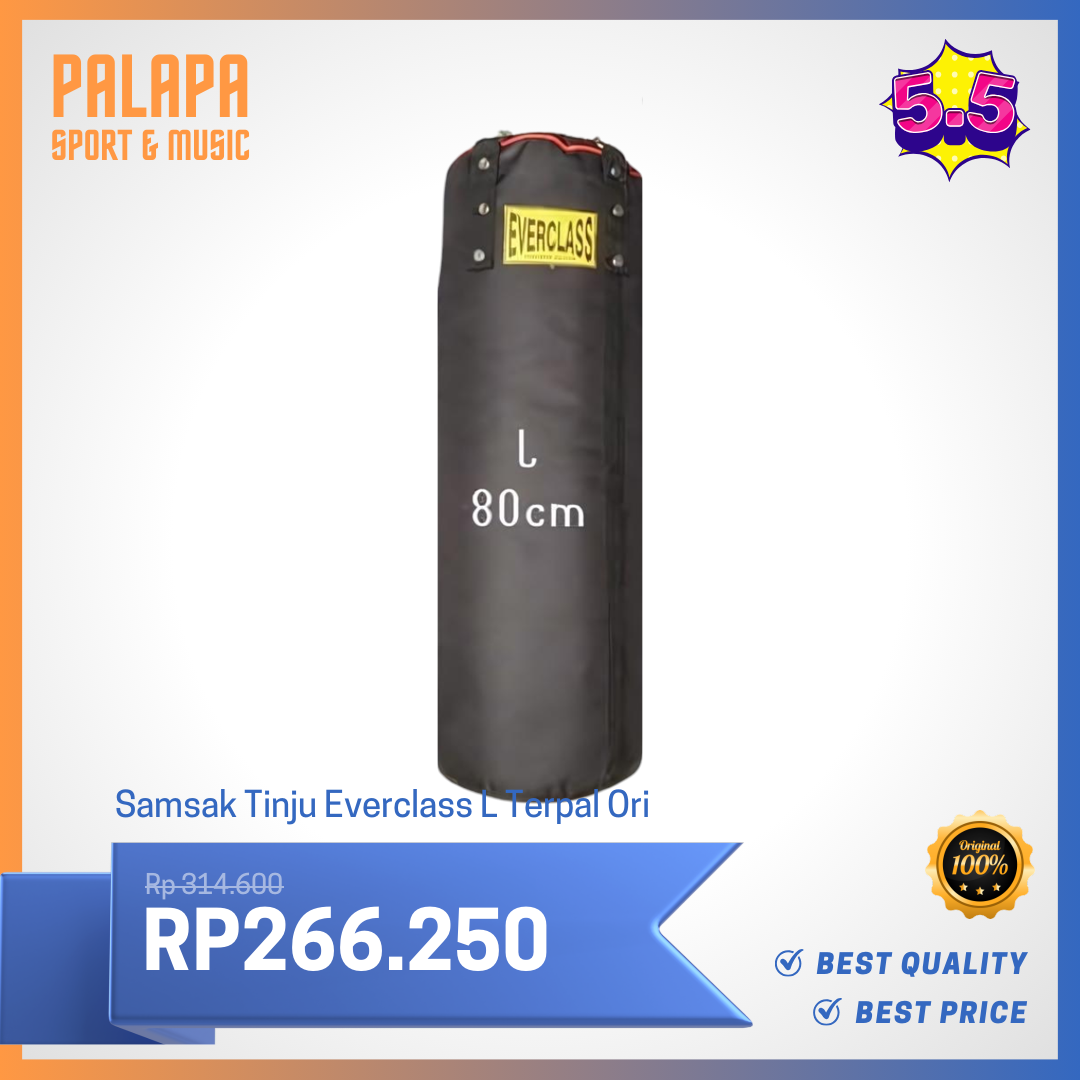 PALAPA
SPORT & MUSIC
5.5
EVERCLASS
L
80cm
Samsak Tinju Everclass L Terpal Ori
Rp 314.600
RP266.250
Original
100%
BEST QUALITY
BEST PRICE